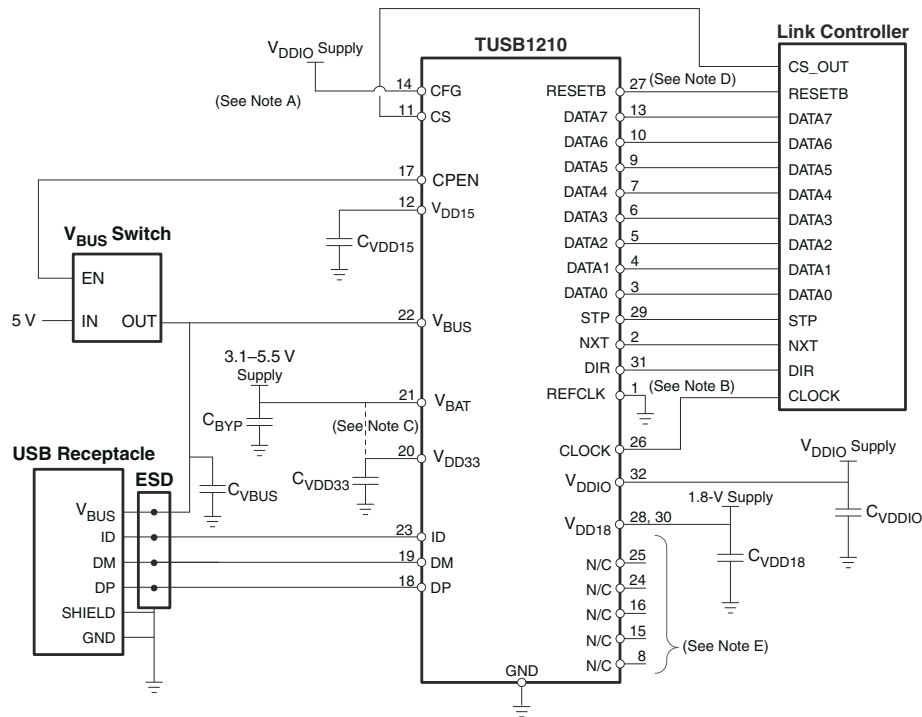 TUSB1210
Link Controller
VDDIO Supply
(See Note A)
14
CFG
11
CS
17
CPEN
12
VDD15
CVDD15
VBUS Switch
EN
5 V
IN
OUT
22
VBUS
3.1–5.5 V
Supply
21
VBAT
CBYP
(See Note C)
20
VDD33
CVDD33
CVBUS
USB Receptacle
ESD
VBUS
ID
DM
DP
SHIELD
GND
23
ID
19
DM
18
DP
GND
RESETB
27
(See Note D)
DATA7
13
DATA6
10
DATA5
9
DATA4
7
DATA3
6
DATA2
5
DATA1
4
DATA0
3
STP
29
NXT
2
DIR
31
REFCLK
1
(See Note B)
CLOCK
26
VDDIO
32
VDD18
28, 30
N/C
25
N/C
24
N/C
16
N/C
15
N/C
8
(See Note E)
CS_OUT
RESETB
DATA7
DATA6
DATA5
DATA4
DATA3
DATA2
DATA1
DATA0
STP
NXT
DIR
CLOCK
VDDIO Supply
CVDDIO
1.8-V Supply
CVDD18